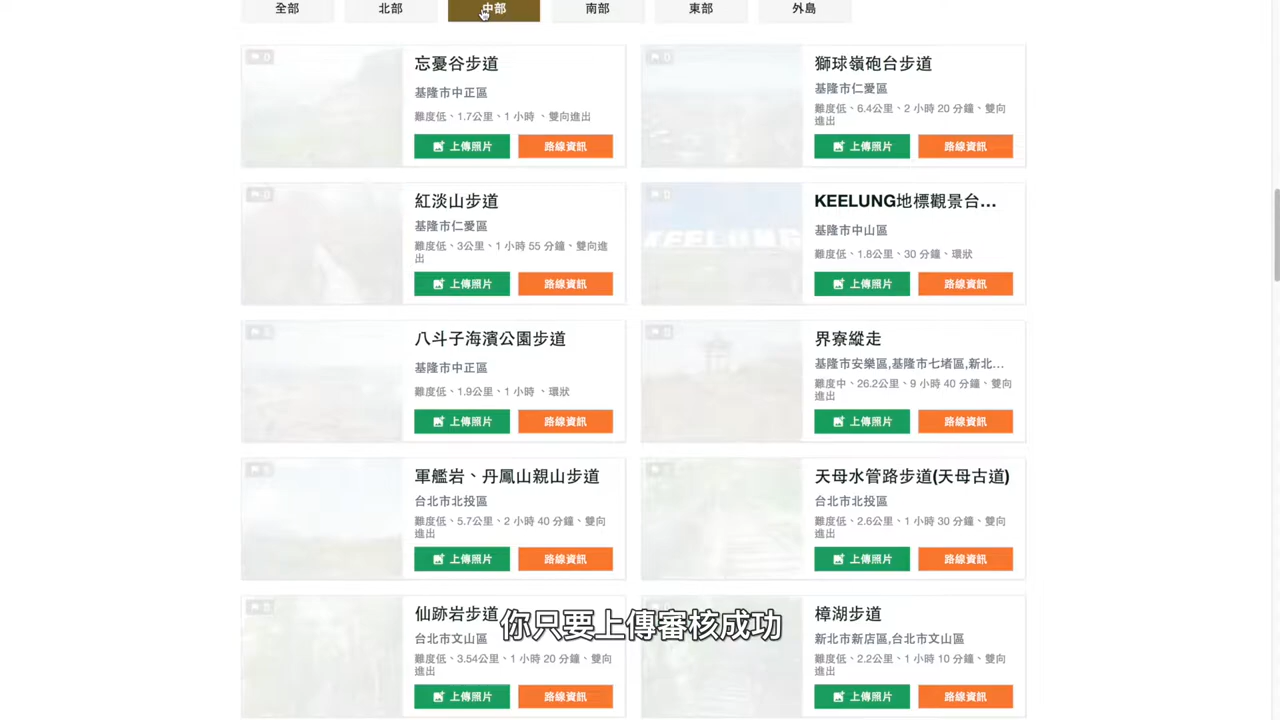 全部
北部
中部
南部
東部
外島
忘憂谷步道
基隆市中正區
難度低、1.7公里、1 小時 、雙向進出
上傳照片
路線資訊
獅球嶺砲台步道
基隆市仁愛區
難度低、6.4公里、2 小時 20 分鐘、雙向
進出
上傳照片
路線資訊
紅淡山步道
基隆市仁愛區
難度低、3公里、1 小時 55 分鐘、雙向進
出
上傳照片
路線資訊
KEELUNG地標觀景台...
基隆市中山區
難度低、1.8公里、30 分鐘、環狀
上傳照片
路線資訊
KEELUNG
八斗子海濱公園步道
基隆市中正區
難度低、1.9公里、1 小時 、環狀
上傳照片
路線資訊
界寮縱走
基隆市安樂區,基隆市七堵區,新北...
難度中、26.2公里、9 小時 40 分鐘、雙向
進出
上傳照片
路線資訊
軍艦岩、丹鳳山親山步道
台北市北投區
難度低、5.7公里、2 小時 40 分鐘、雙向
進出
上傳照片
路線資訊
天母水管路步道(天母古道)
台北市北投區
難度低、2.6公里、1 小時 30 分鐘、雙向
進出
上傳照片
路線資訊
仙跡岩步道
台北市文山區
難度低、3.54公里、1 小時 20 分鐘、雙向
進出
上傳照片
路線資訊
樟湖步道
新北市新店區,台北市文山區
難度低、2.2公里、1 小時 10 分鐘、雙向
進出
上傳照片
路線資訊
你只要上傳審核成功